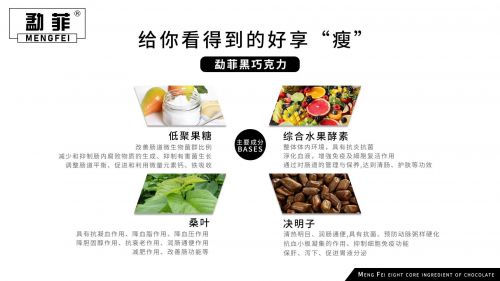 勐菲®
MENGFEI
给你看得到的好享“瘦”
勐菲黑巧克力
低聚果糖
改善肠道微生物菌群比例
减少和抑制肠内腐败物质的生成、抑制有害菌生长
调整肠道平衡、促进和利用微量元素钙、铁吸收
综合水果酵素
整体体内环境，具有抗炎抗菌
净化血液，增强免疫及细胞复活作用
通过对肠道的管理与保养,达到清肠、护肤等功效
主要成分
BASES
桑叶
具有抗凝血作用、降血脂作用、降血压作用
降胆固醇作用、抗衰老作用、润肠通便作用
减肥作用、改善肠功能等
决明子
清热明目、润肠通便,具有抗菌、预防动脉粥样硬化
抗血小板凝集的作用、抑制细胞免疫功能
保肝、泻下、促进胃液分泌
MENG FEI EIGHT CORE INGREDIENT OF CHOCOLATE